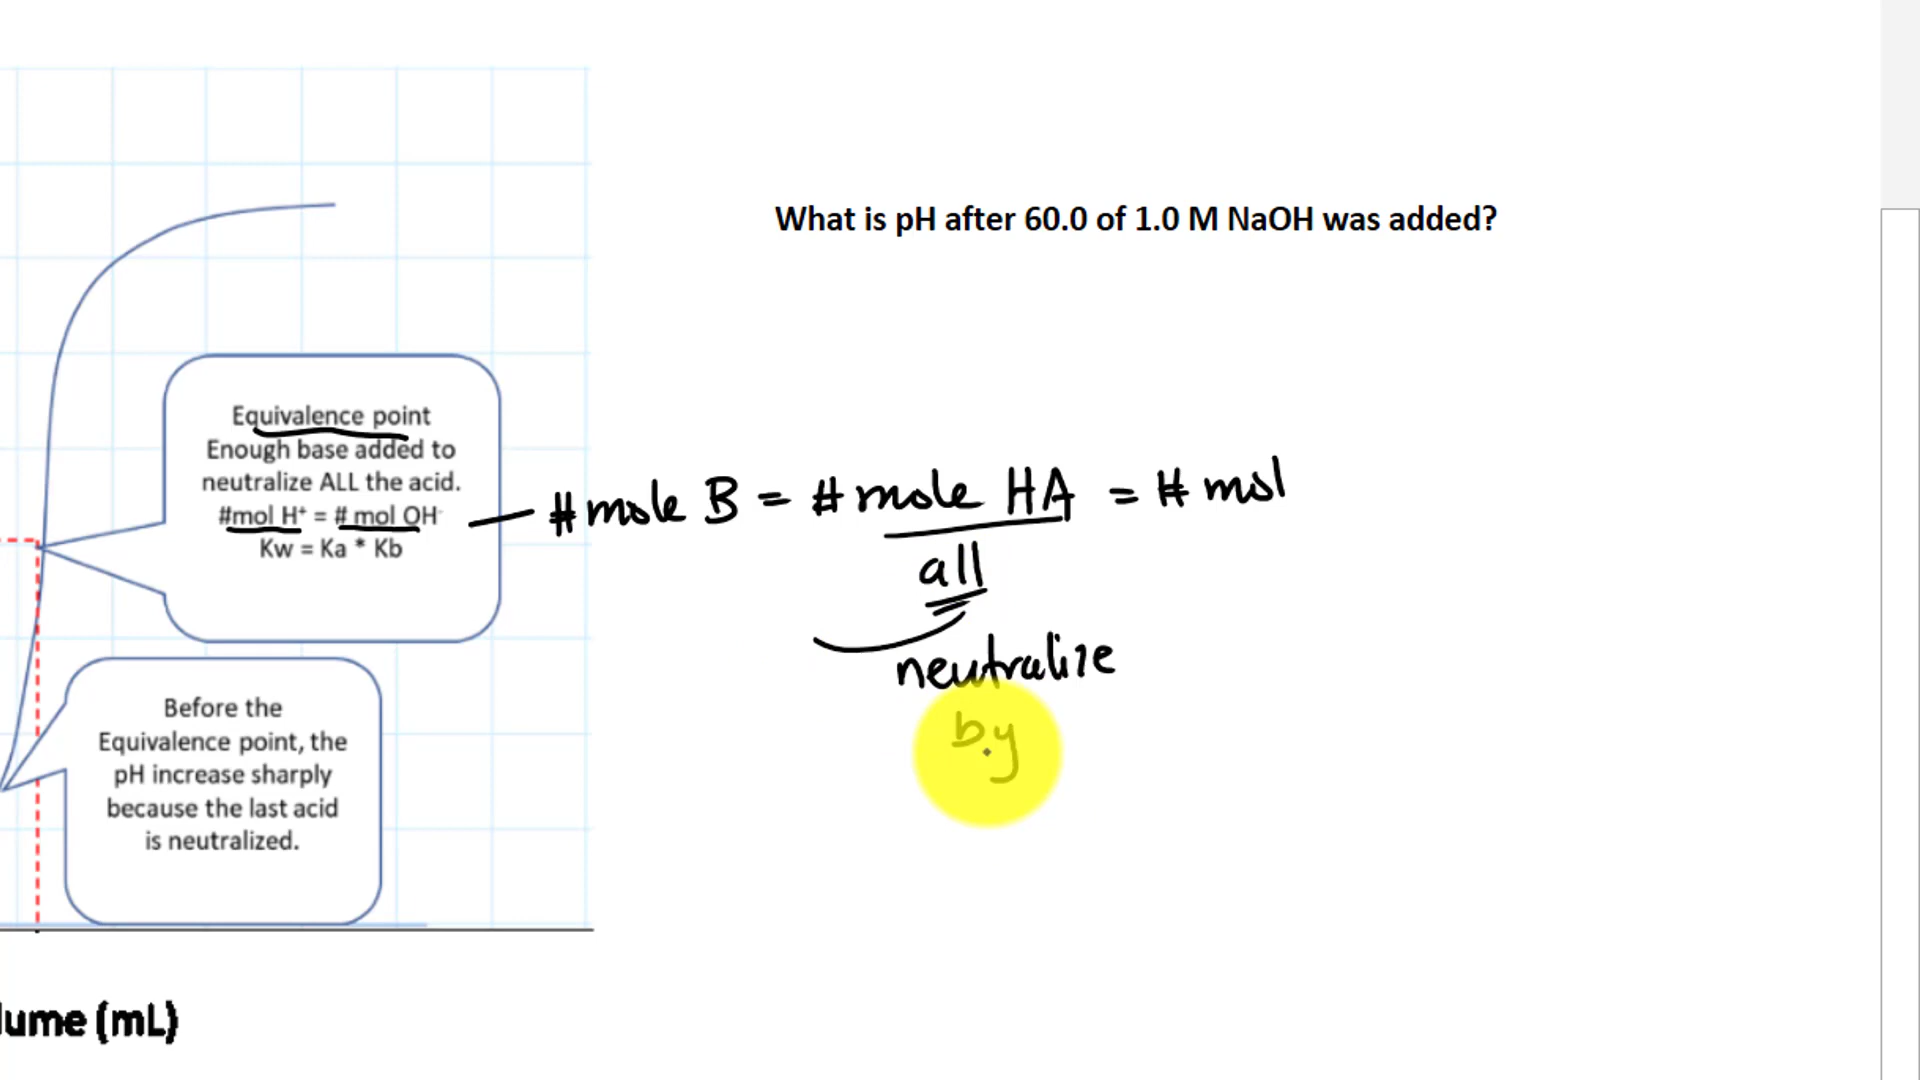 What is pH after 60.0 of 1.0 M NaOH was added?
Equivalence point
Enough base added to
neutralize ALL the acid.
#mol H⁺ = # mol OH⁻
Kw = Ka * Kb
#mole B = #mole HA = # mol
all
neutralize
by
Before the
Equivalence point, the
pH increase sharply
because the last acid
is neutralized.
lume (mL)